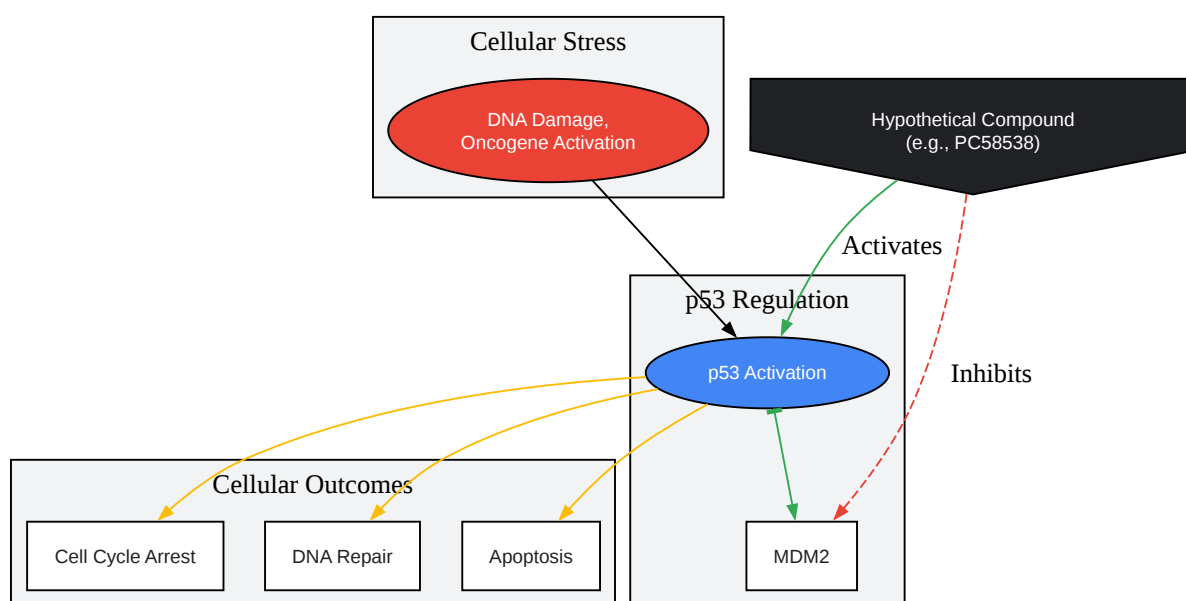 Cellular Stress
DNA Damage,
Oncogene Activation
Hypothetical Compound
(e.g., PC58538)
Activates
p53 Regulation
p53 Activation
Inhibits
Cellular Outcomes
Cell Cycle Arrest
DNA Repair
Apoptosis
MDM2